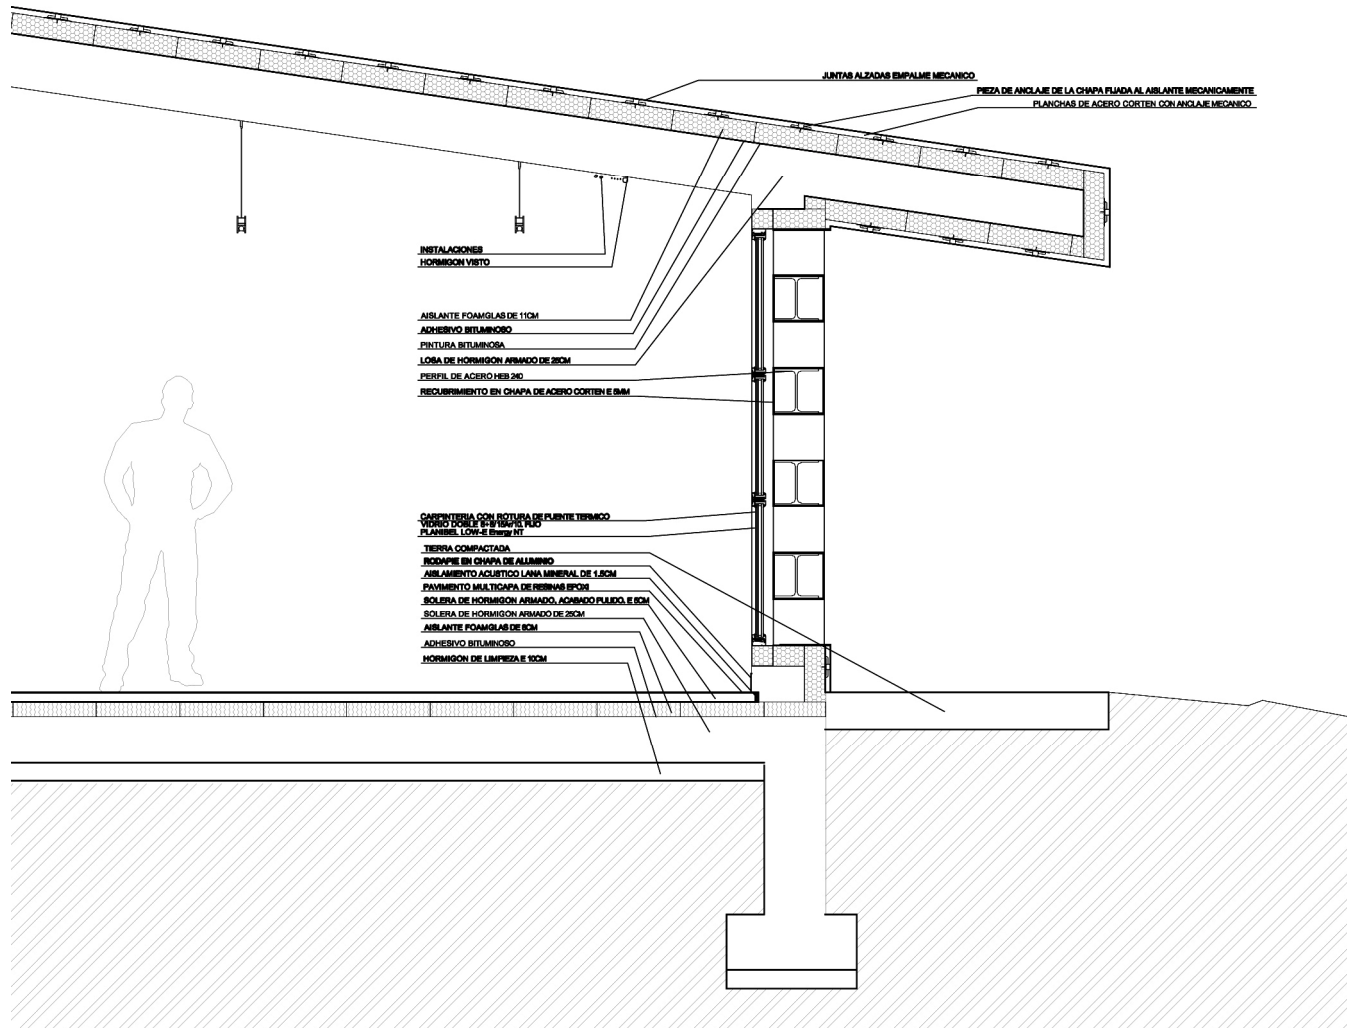 JUNTAS ALZADAS EMPALME MECANICO
PIEZA DE ANCLAJE DE LA CHAPA FIJADA AL AISLANTE MECANICAMENTE
PLANCHAS DE ACERO CORTEN CON ANCLAJE MECANICO
INSTALACIONES
HORMIGON VISTO
AISLANTE FOAMGLAS DE 11CM
ADHESIVO BITUMINOSO
PINTURA BITUMINOSA
LOSA DE HORMIGON ARMADO DE 25CM
PERFIL DE ACERO HEB 240
RECUBRIMIENTO EN CHAPA DE ACERO CORTEN E 5MM
CARPINTERIA CON ROTURA DE PUENTE TERMICO
VIDRIO DOBLE FIJO
PLANIBEL LOW-E Energy NT
TIERRA COMPACTADA
RODAPIE EN CHAPA DE ALUMINIO
AISLAMIENTO ACUSTICO LANA MINERAL DE 1.5CM
PAVIMENTO MULTICAPA DE RESINAS EPOXI
SOLERA DE HORMIGON ARMADO, ACABADO PULIDO. E 5CM
SOLERA DE HORMIGON ARMADO DE 25CM
AISLANTE FOAMGLAS DE 8CM
ADHESIVO BITUMINOSO
HORMIGON DE LIMPIEZA E 10CM